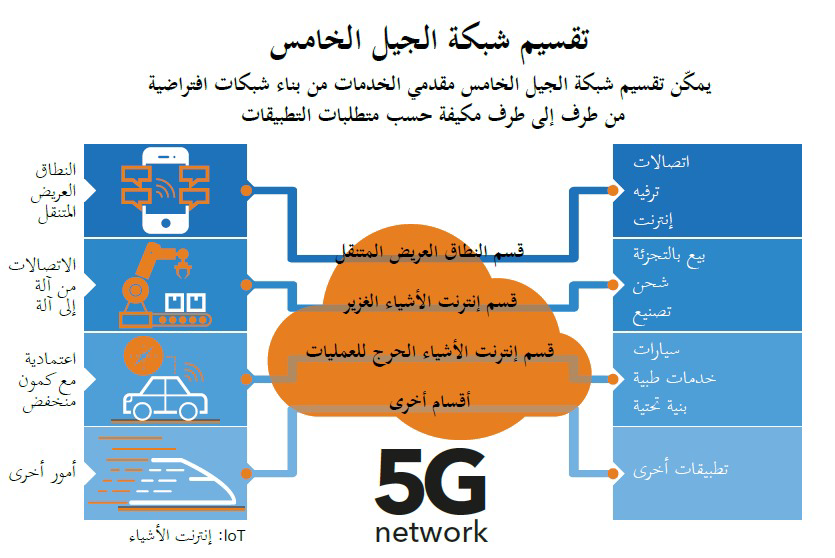 تقسيم شبكة الجيل الخامس
يمكّن تقسيم شبكة الجيل الخامس مقدمي الخدمات من بناء شبكات افتراضية
من طرف إلى طرف مكيفة حسب متطلبات التطبيقات
النطاق
العريض
المتنقل
الاتصالات
من آلة
إلى آلة
اعتمادية
مع كمون
منخفض
أمور أخرى
قسم النطاق العريض المتنقل
قسم إنترنت الأشياء الغزير
قسم إنترنت الأشياء الحرج للعمليات
أقسام أخرى
اتصالات
ترفيه
إنترنت
بيع بالتجزئة
شحن
تصنيع
سيارات
خدمات طبية
بنية تحتية
تطبيقات أخرى
5G
network
IoT: إنترنت الأشياء